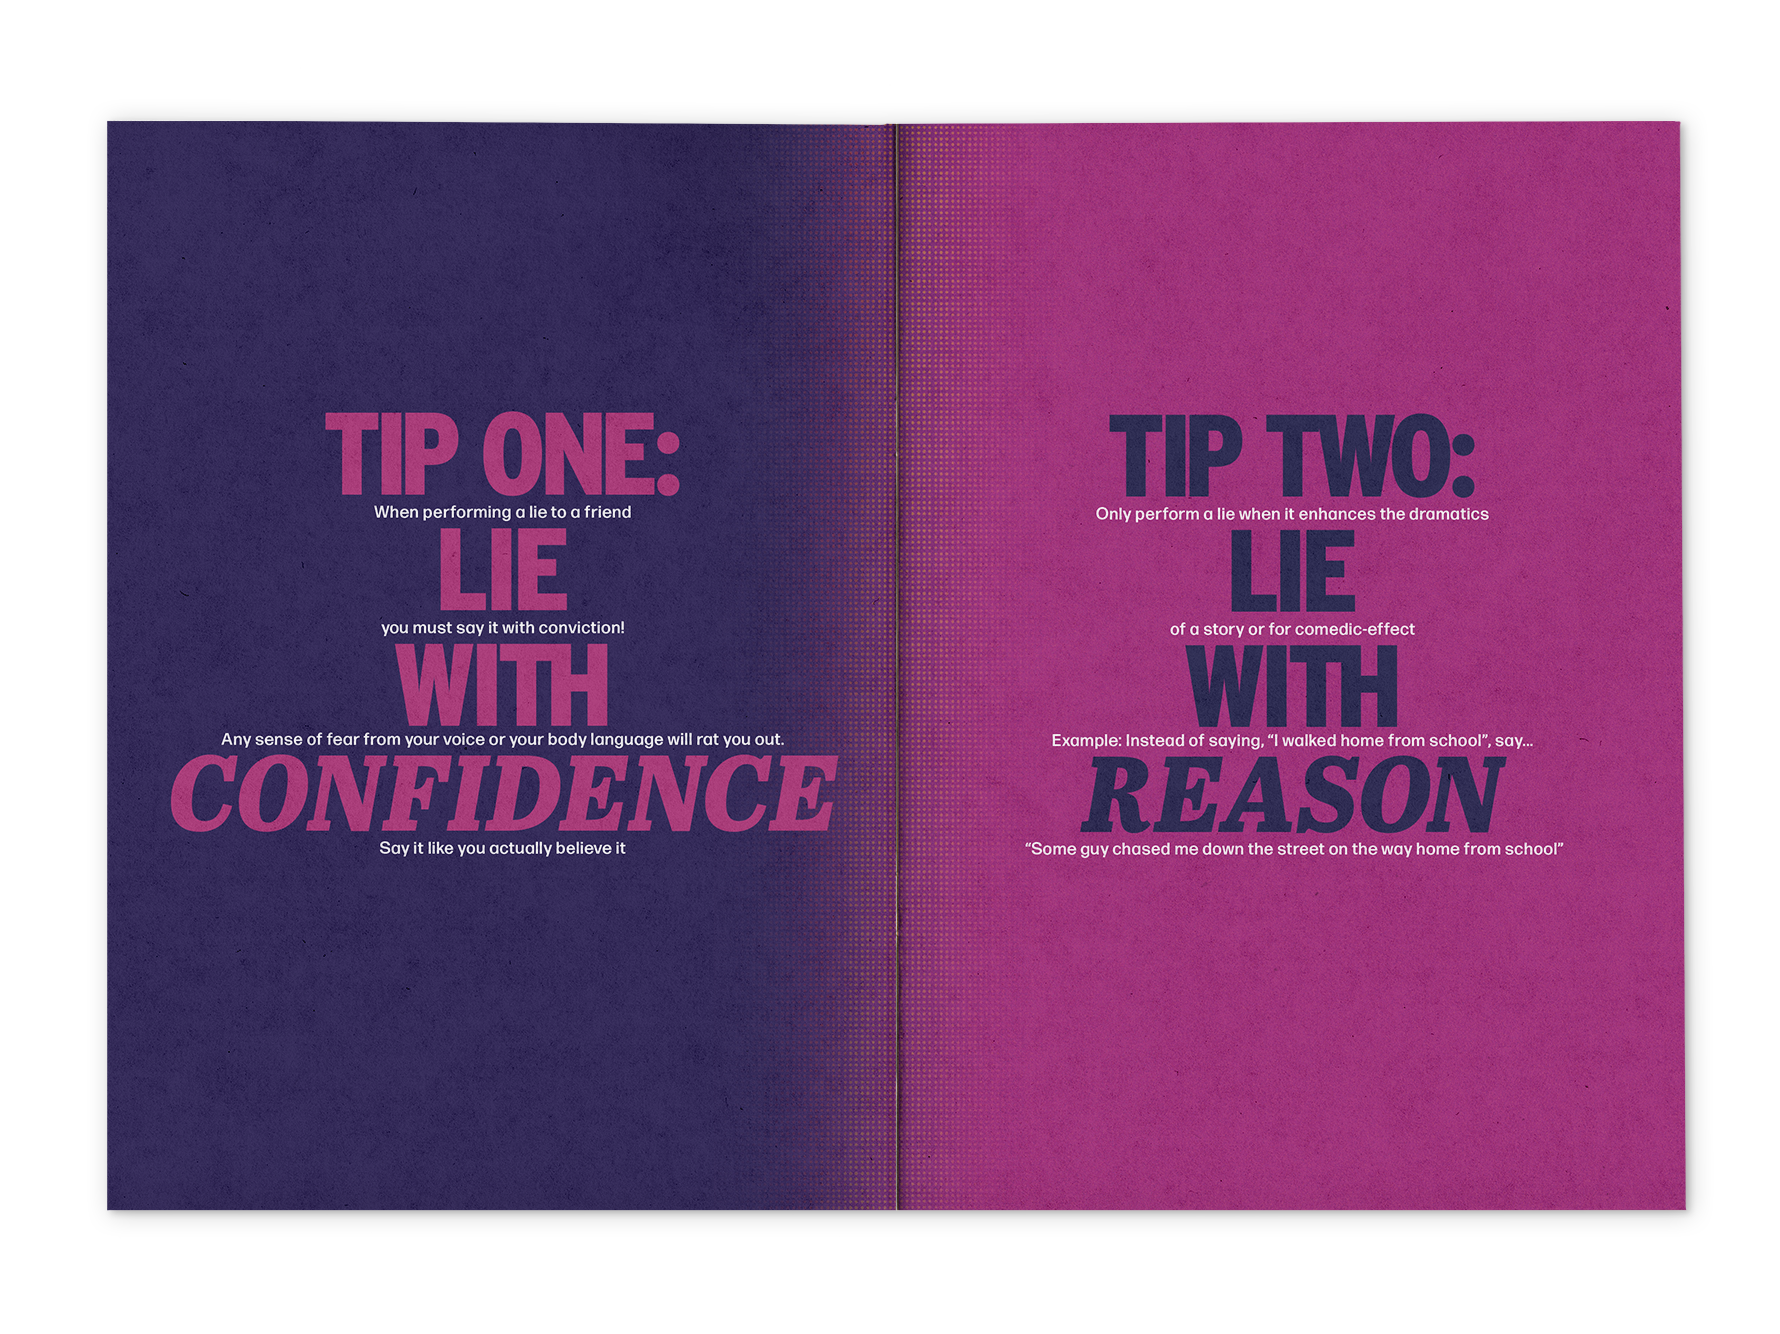 TIP ONE:
When performing a lie to a friend
LIE
you must say it with conviction!
WITH
Any sense of fear from your voice or your body language will rat you out.
CONFIDENCE
Say it like you actually believe it
TIP TWO:
Only perform a lie when it enhances the dramatics
LIE
of a story or for comedic-effect
WITH
Example: Instead of saying, “I walked home from school”, say...
REASON
“Some guy chased me down the street on the way home from school”